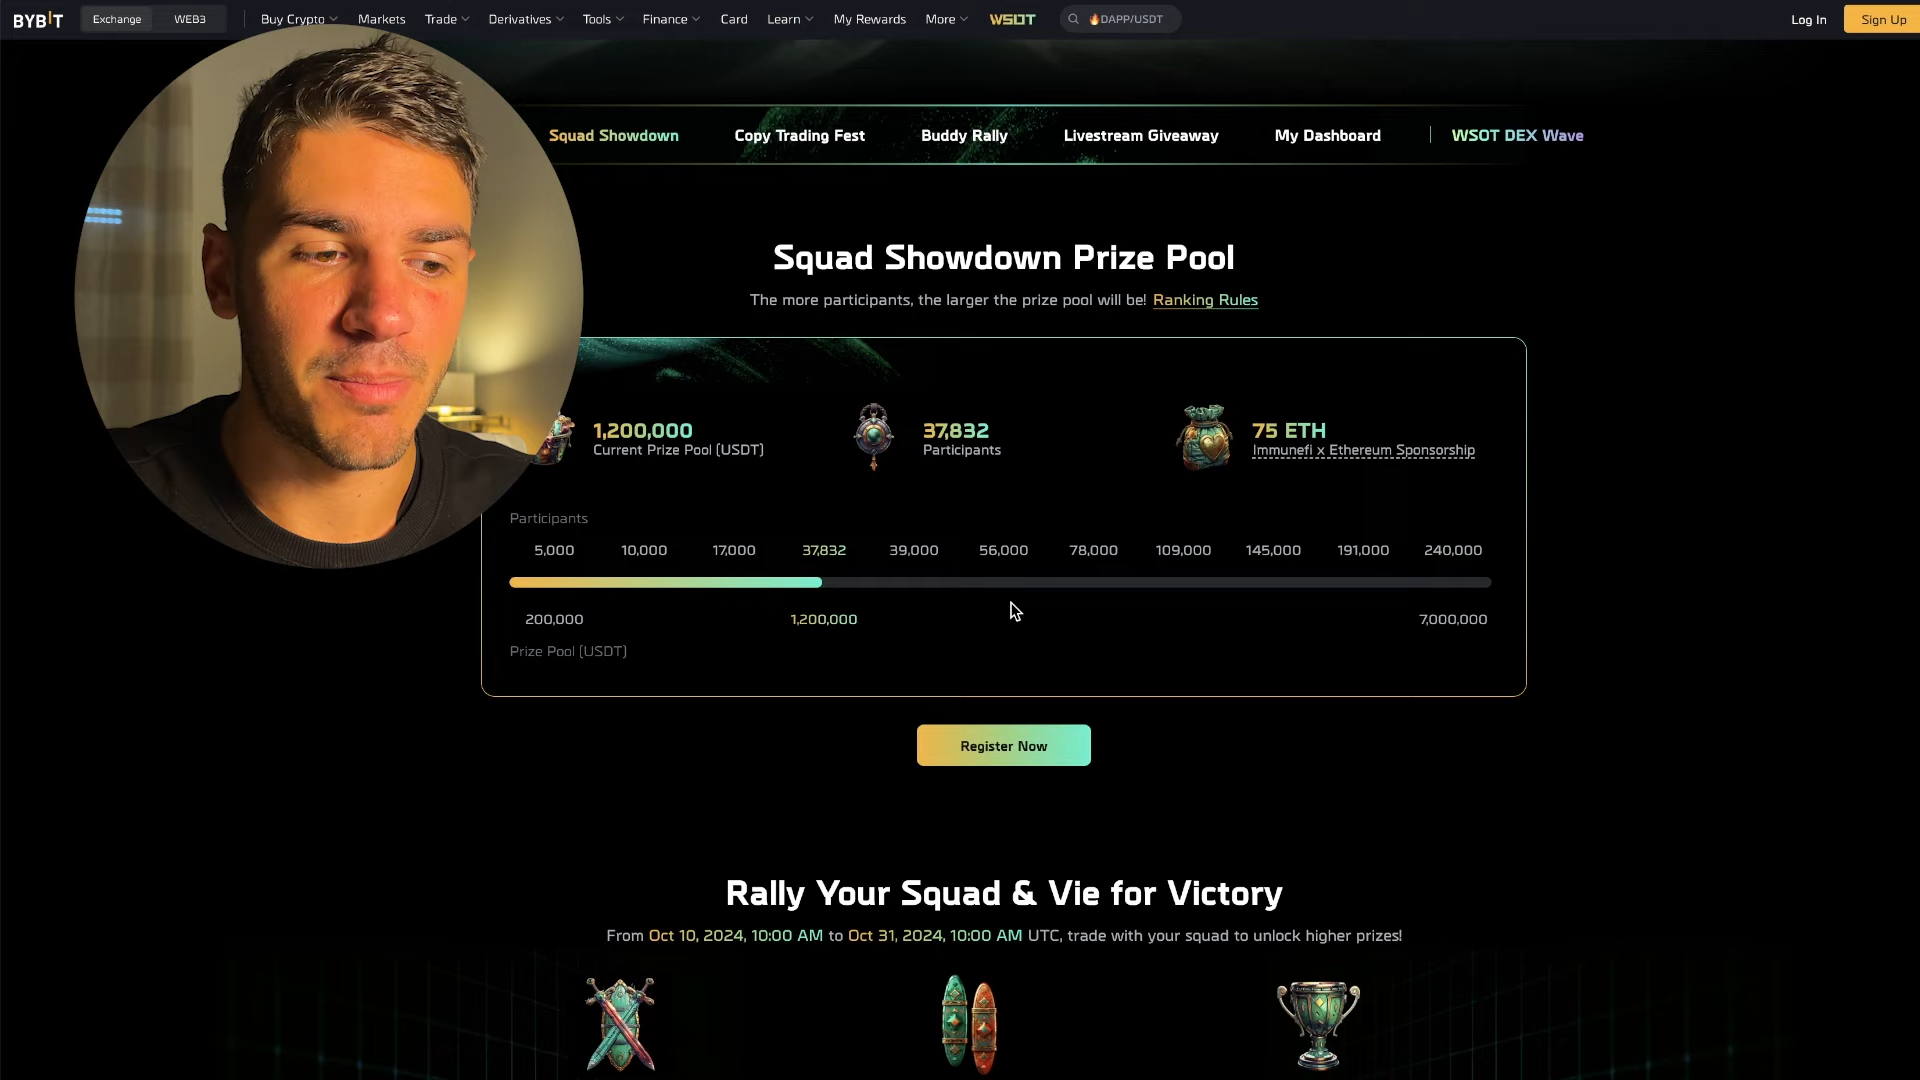 BYBIT
Exchange WEB3 Buy Crypto Markets Trade Derivatives Tools Finance Card Learn My Rewards More WSOT 🔥DAPP/USDT Log In Sign Up
Squad Showdown Copy Trading Fest Buddy Rally Livestream Giveaway My Dashboard WSOT DEX Wave
Squad Showdown Prize Pool
The more participants, the larger the prize pool will be! Ranking Rules
1,200,000
Current Prize Pool (USDT)
37,832
Participants
75 ETH
Immunefi x Ethereum Sponsorship
Participants
5,000 10,000 17,000 37,832 39,000 56,000 78,000 109,000 145,000 191,000 240,000
200,000 1,200,000 7,000,000
Prize Pool (USDT)
Register Now
Rally Your Squad & Vie for Victory
From Oct 10, 2024, 10:00 AM to Oct 31, 2024, 10:00 AM UTC, trade with your squad to unlock higher prizes!